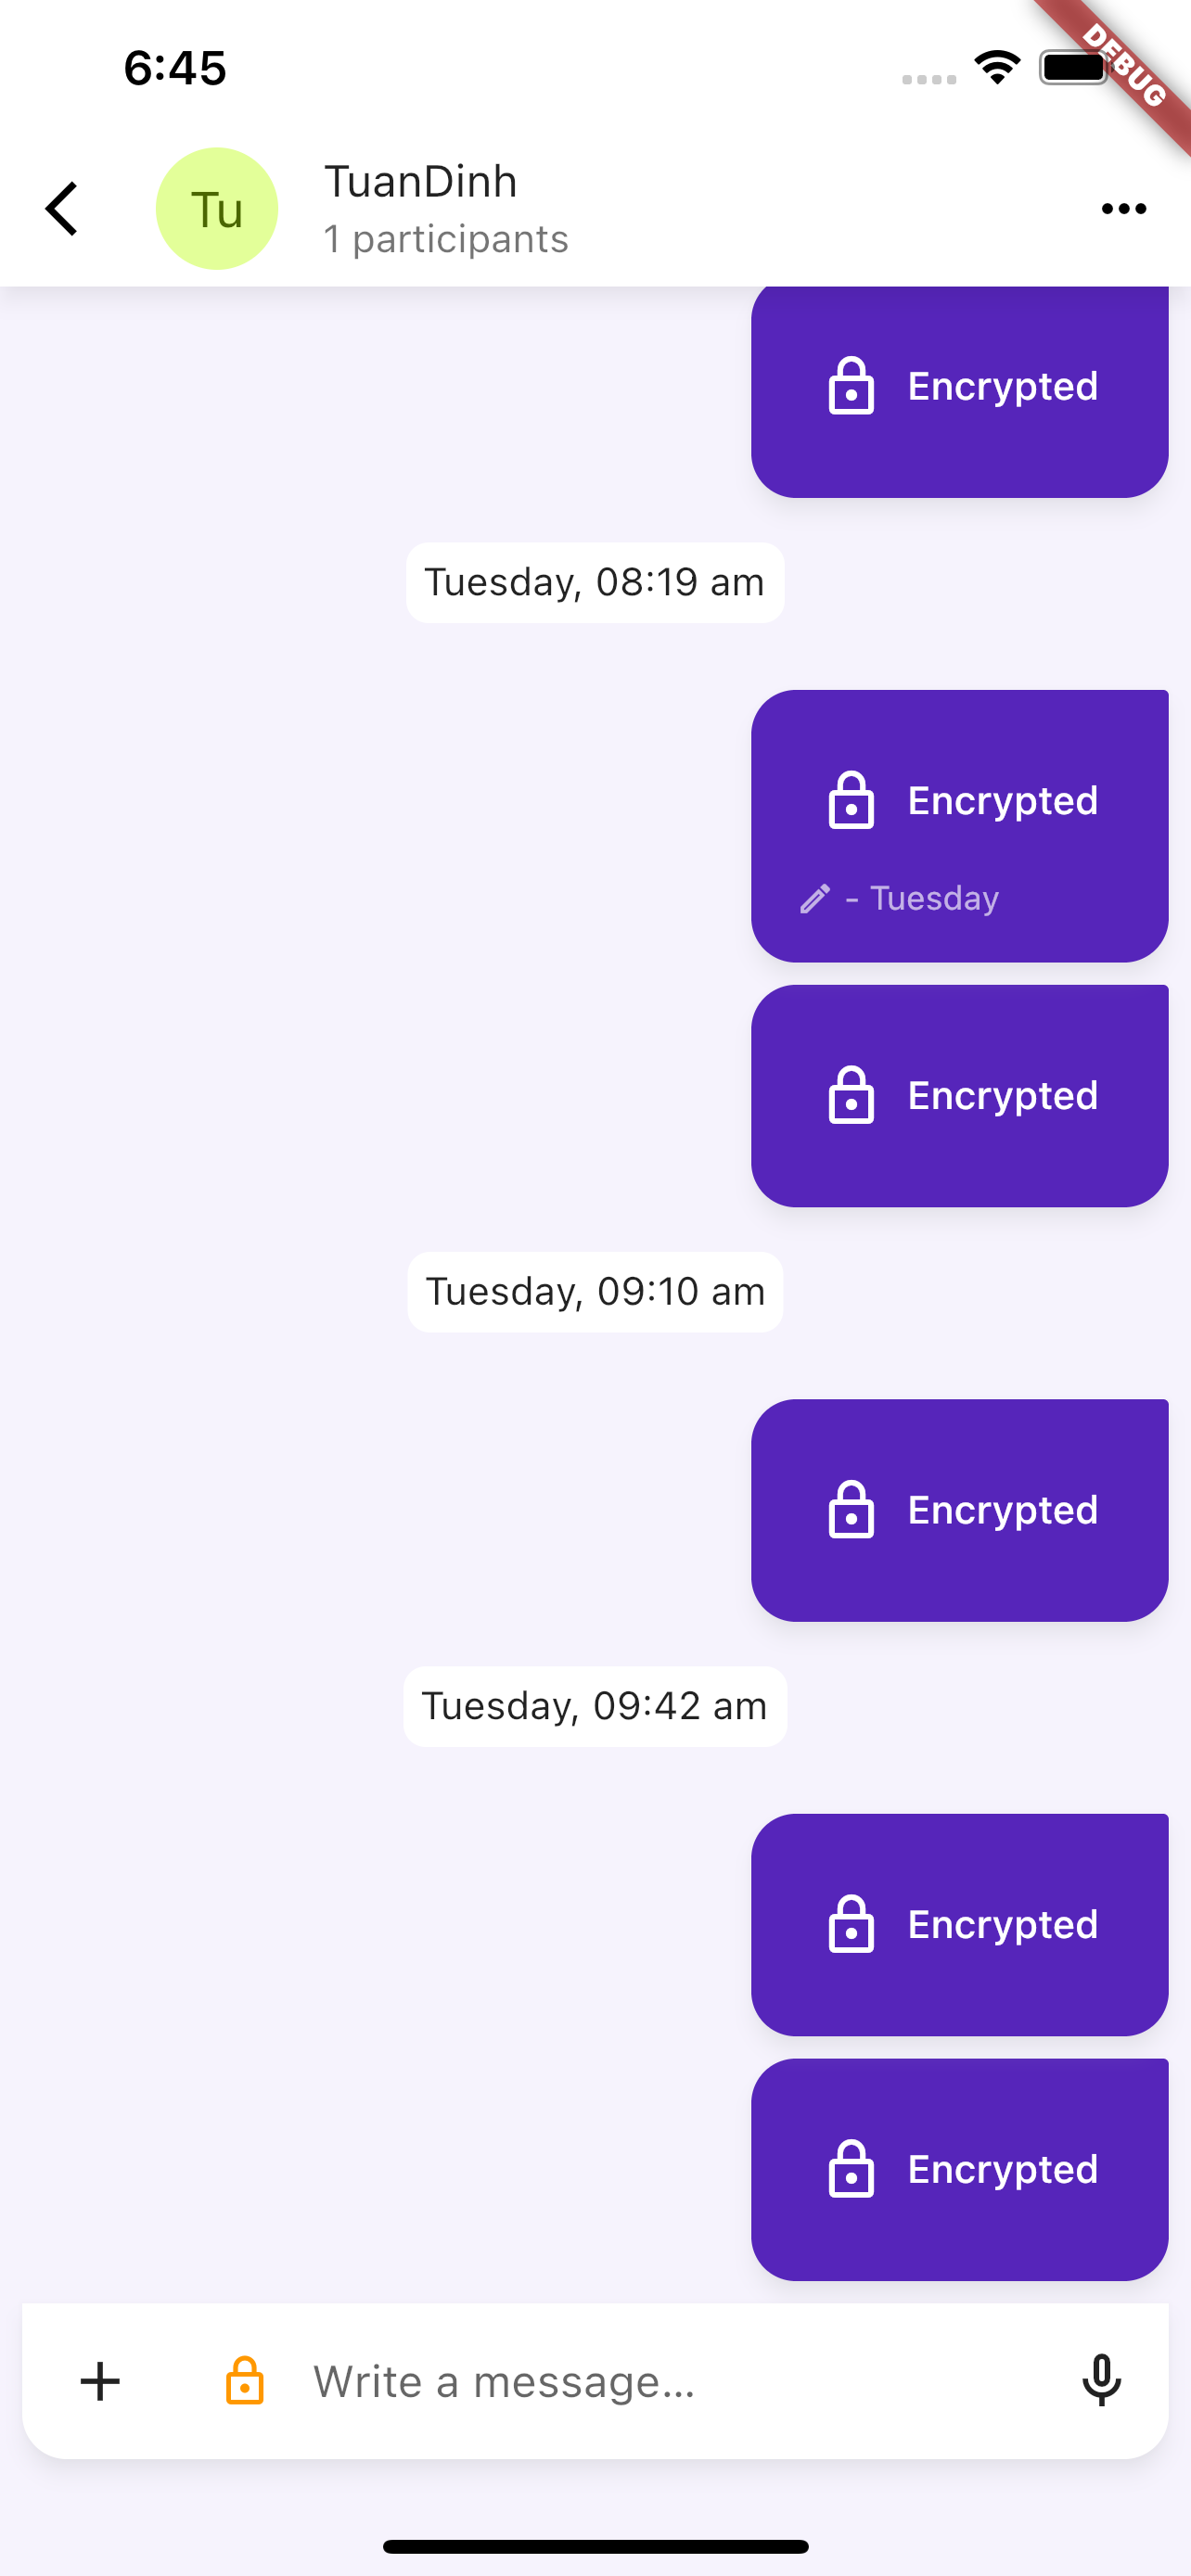 6:45
DEBUG
Tu
TuanDinh
1 participants
Encrypted
Tuesday, 08:19 am
Encrypted
- Tuesday
Encrypted
Tuesday, 09:10 am
Encrypted
Tuesday, 09:42 am
Encrypted
Encrypted
Write a message...